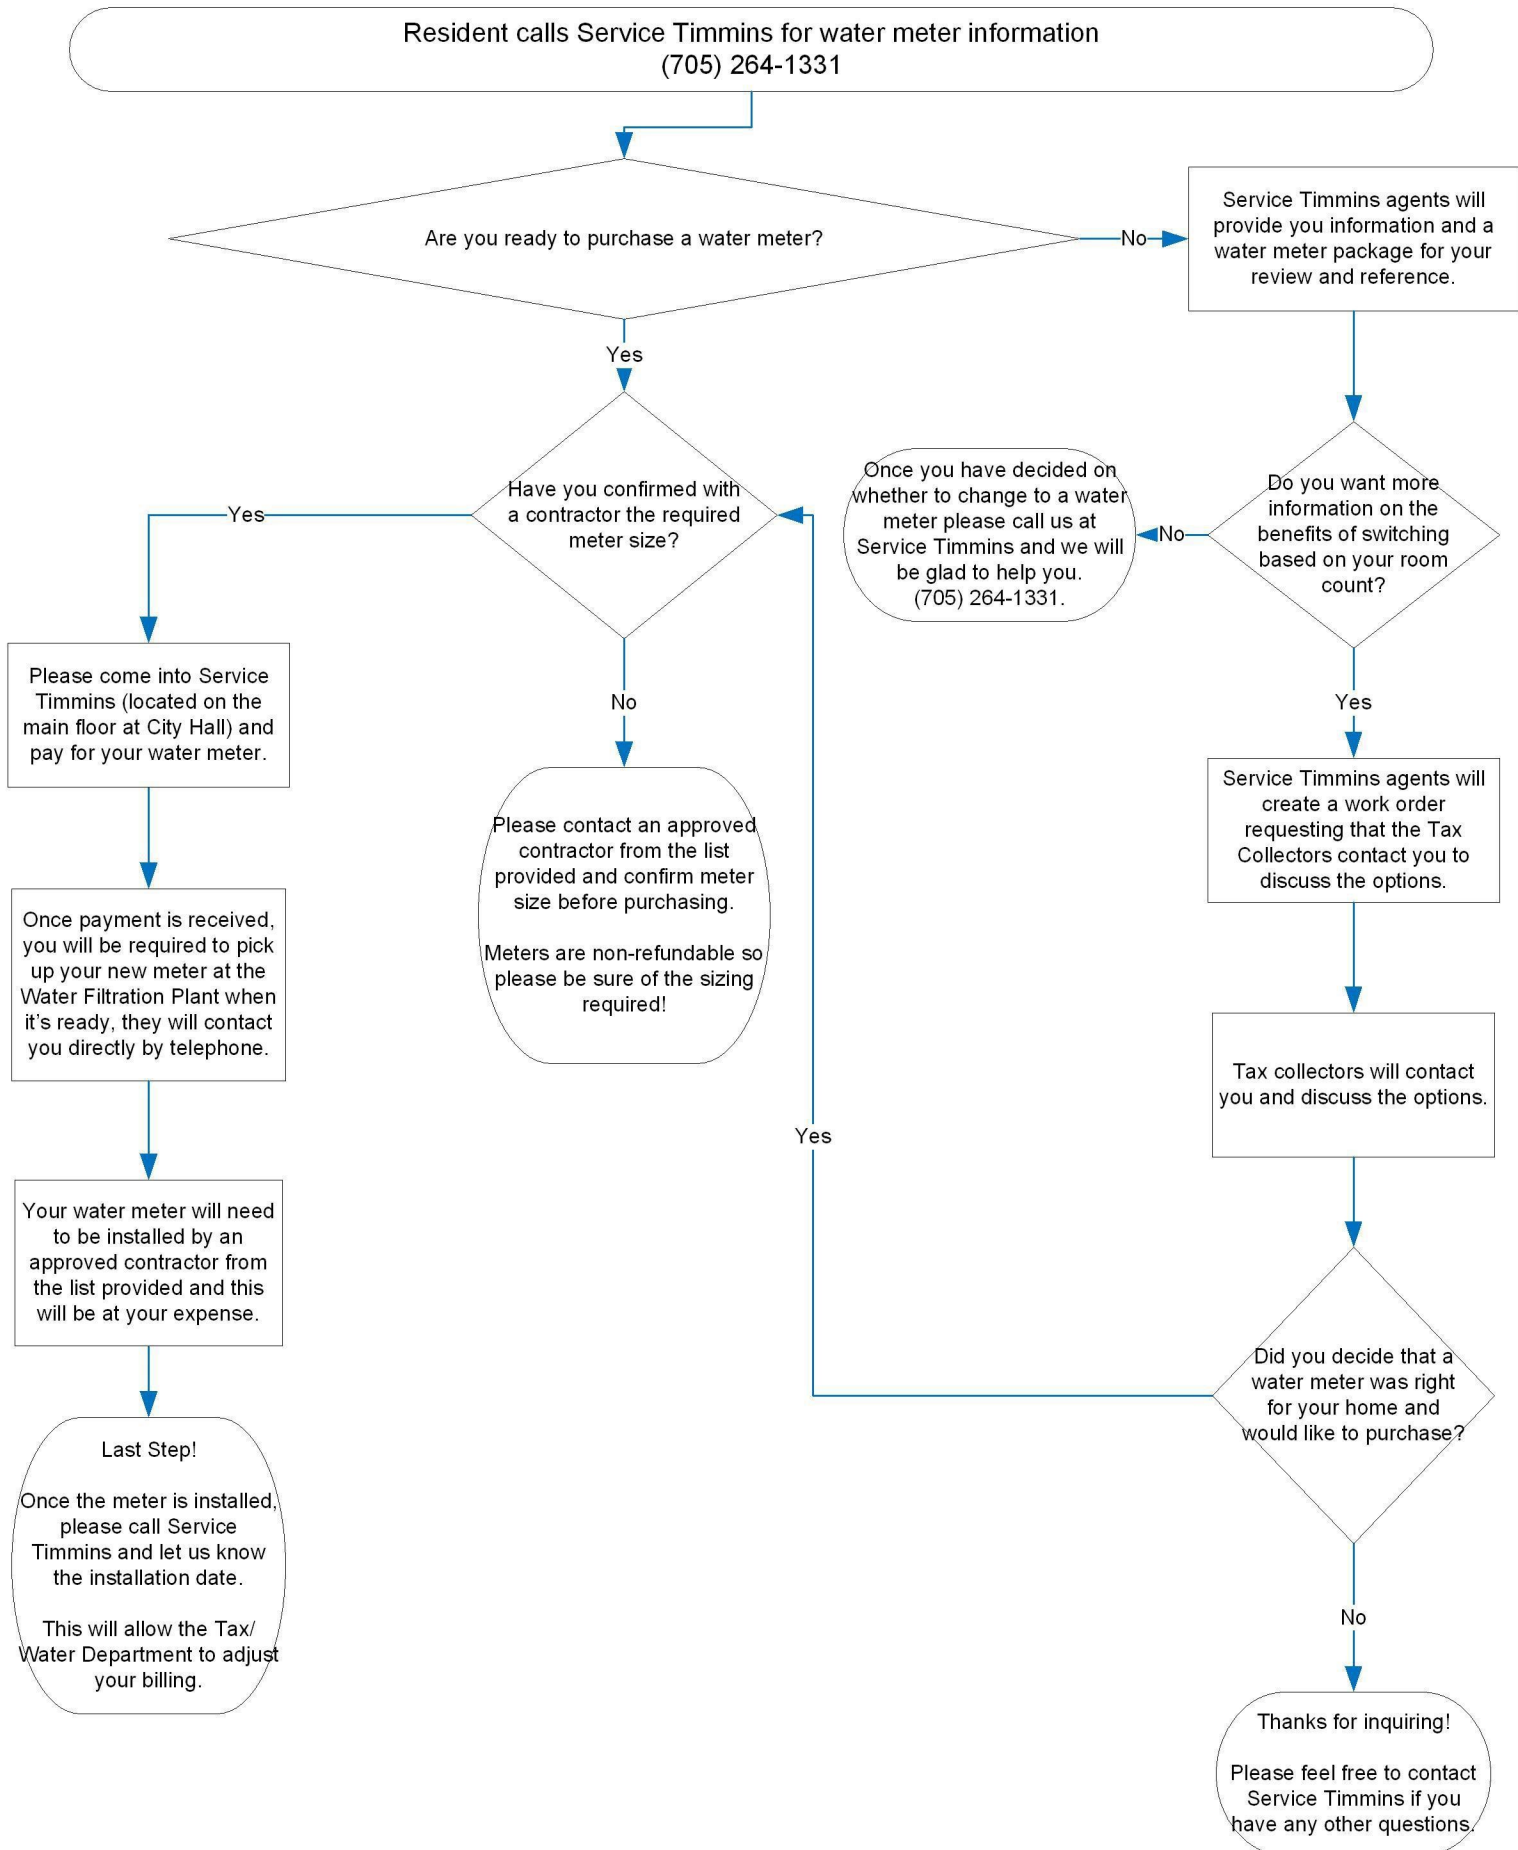 Resident calls Service Timmins for water meter information
(705) 264-1331
Are you ready to purchase a water meter?
No
Service Timmins agents will
provide you information and a
water meter package for your
review and reference.
Yes
Have you confirmed with
a contractor the required
meter size?
Yes
Once you have decided on
whether to change to a water
meter please call us at
Service Timmins and we will
be glad to help you.
(705) 264-1331.
No
Do you want more
information on the
benefits of switching
based on your room
count?
Please come into Service
Timmins (located on the
main floor at City Hall) and
pay for your water meter.
No
Yes
Please contact an approved
contractor from the list
provided and confirm meter
size before purchasing.
Meters are non-refundable so
please be sure of the sizing
required!
Service Timmins agents will
create a work order
requesting that the Tax
Collectors contact you to
discuss the options.
Once payment is received,
you will be required to pick
up your new meter at the
Water Filtration Plant when
it's ready, they will contact
you directly by telephone.
Tax collectors will contact
you and discuss the options.
Yes
Your water meter will need
to be installed by an
approved contractor from
the list provided and this
will be at your expense.
Did you decide that a
water meter was right
for your home and
would like to purchase?
Last Step!
Once the meter is installed,
please call Service
Timmins and let us know
the installation date.
This will allow the Tax/
Water Department to adjust
your billing.
No
Thanks for inquiring!
Please feel free to contact
Service Timmins if you
have any other questions.